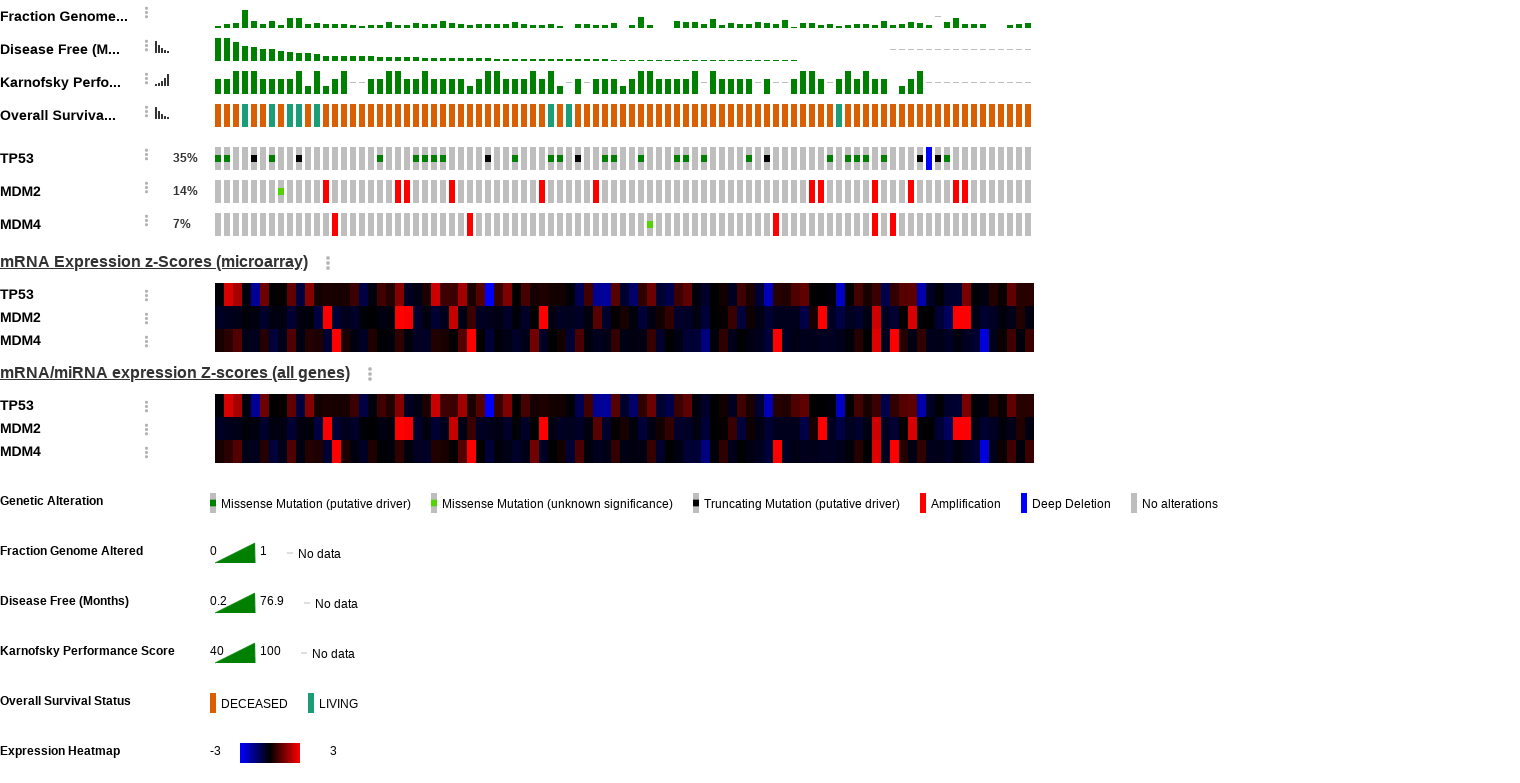 Fraction Genome...
Disease Free (M...
Karnofsky Perfo...
Overall Surviva...
TP53 35%
MDM2 14%
MDM4 7%
mRNA Expression z-Scores (microarray)
TP53
MDM2
MDM4
mRNA/miRNA expression Z-scores (all genes)
TP53
MDM2
MDM4
Genetic Alteration Missense Mutation (putative driver) Missense Mutation (unknown significance) Truncating Mutation (putative driver) Amplification Deep Deletion No alterations
Fraction Genome Altered 0 1 No data
Disease Free (Months) 0.2 76.9 No data
Karnofsky Performance Score 40 100 No data
Overall Survival Status DECEASED LIVING
Expression Heatmap -3 3